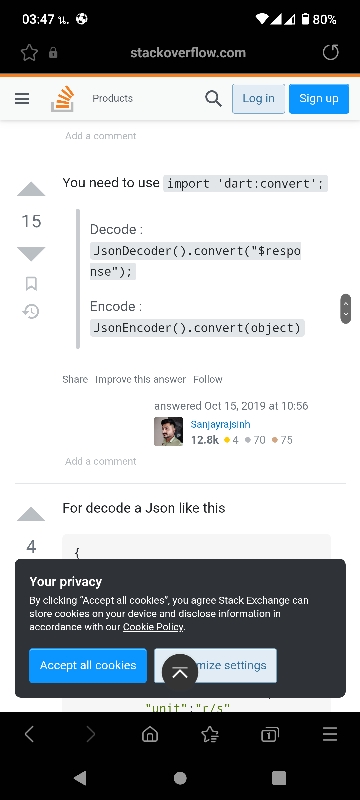 03:47 น.
80%
stackoverflow.com
Products
Log in
Sign up
Add a comment
You need to use import 'dart:convert';
15
Decode :
JsonDecoder().convert("$respo
nse");
Encode :
JsonEncoder().convert(object)
Share Improve this answer Follow
answered Oct 15, 2019 at 10:56
Sanjayrajsinh
12.8k 4 70 75
Add a comment
For decode a Json like this
4
{
Your privacy
By clicking “Accept all cookies”, you agree Stack Exchange can
store cookies on your device and disclose information in
accordance with our Cookie Policy.
Accept all cookies
mize settings
"unit":"c/s"
1